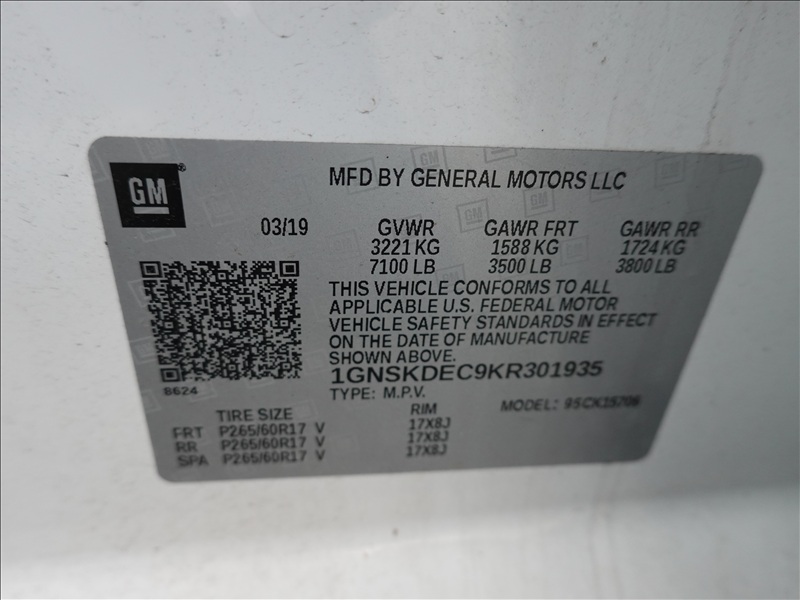 GM
MFD BY GENERAL MOTORS LLC
03/19 GVWR GAWR FRT GAWR RR
3221 KG 1588 KG 1724 KG
7100 LB 3500 LB 3800 LB
THIS VEHICLE CONFORMS TO ALL
APPLICABLE U.S. FEDERAL MOTOR
VEHICLE SAFETY STANDARDS IN EFFECT
ON THE DATE OF MANUFACTURE
SHOWN ABOVE.
1GNSKDEC9KR301935
8624
TYPE: M.P.V. MODEL: 95CK15706
TIRE SIZE RIM
FRT P265/60R17 V 17X8J
RR P265/60R17 V 17X8J
SPA P265/60R17 V 17X8J